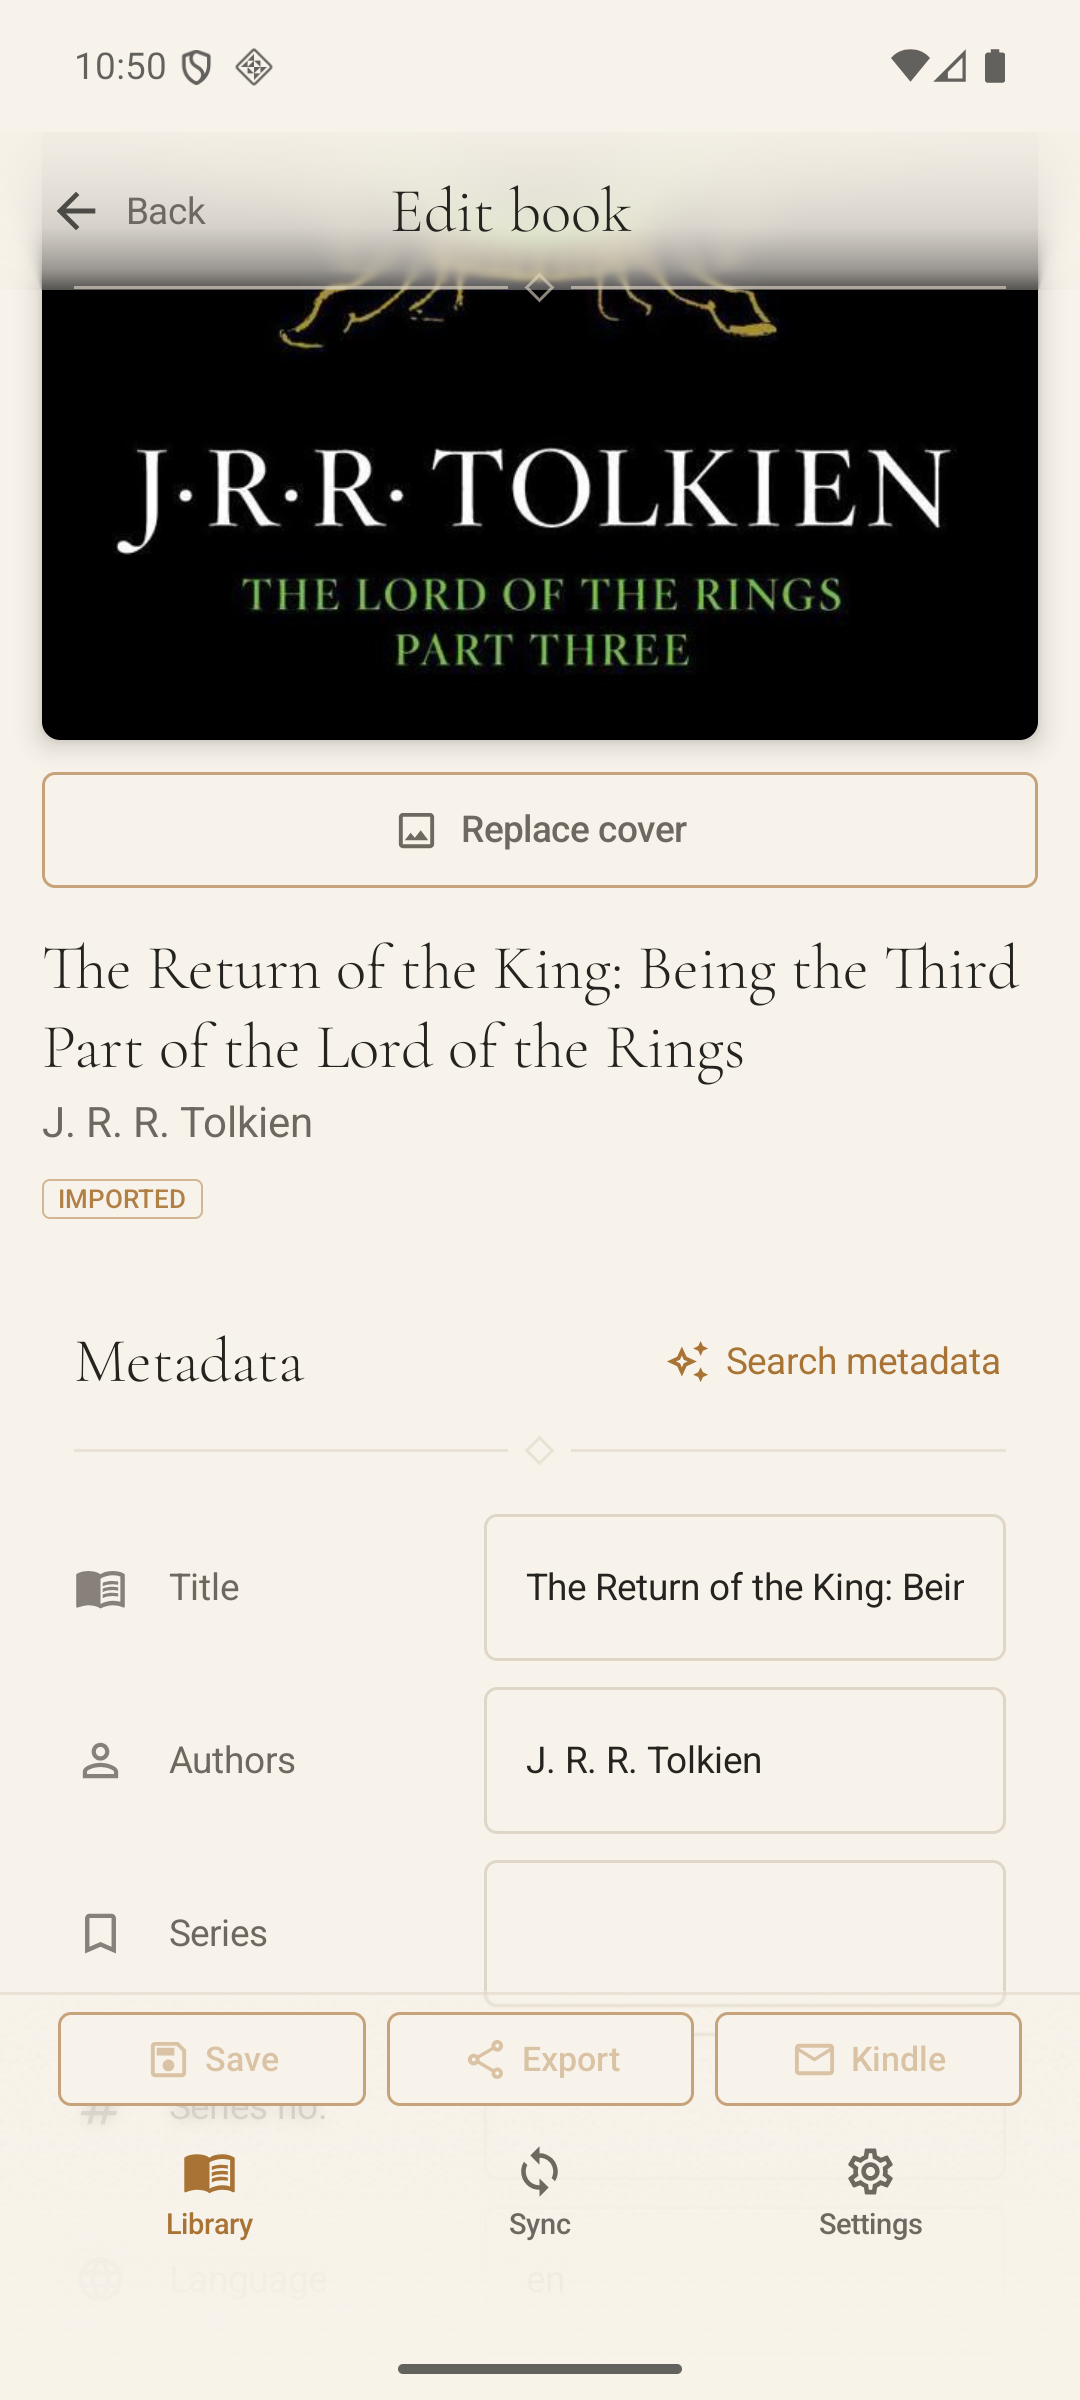 10:50
Back
Edit book
J·R·R· TOLKIEN
THE LORD OF THE RINGS
PART THREE
Replace cover
The Return of the King: Being the Third
Part of the Lord of the Rings
J. R. R. Tolkien
IMPORTED
Metadata
Search metadata
Title
The Return of the King: Bein
Authors
J. R. R. Tolkien
Series
Save
Export
Kindle
Series no.
Library
Sync
Settings
Language
en